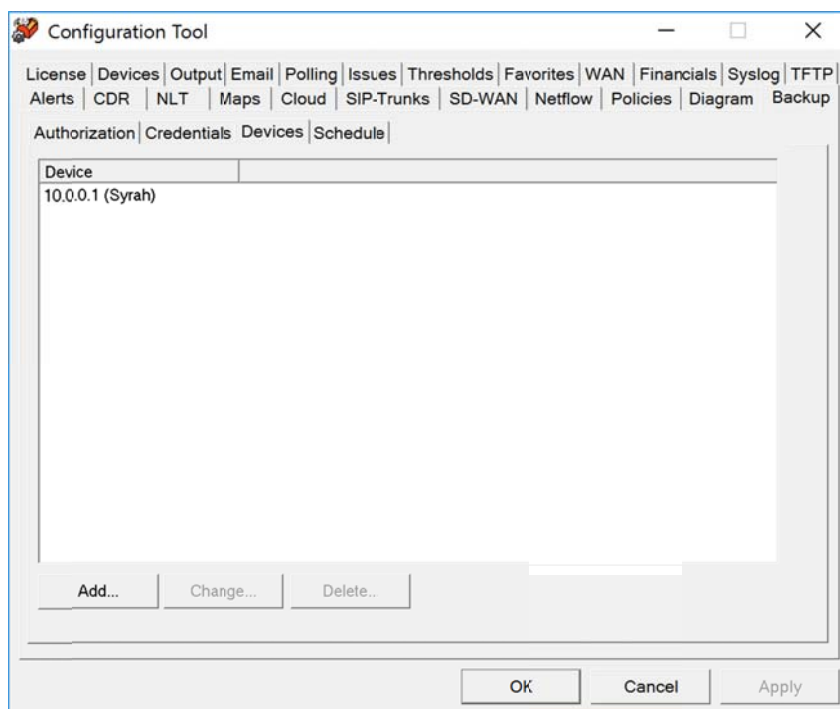 Configuration Tool
License Devices Output Email Polling Issues Thresholds Favorites WAN Financials Syslog TFTP
Alerts CDR NLT Maps Cloud SIP-Trunks SD-WAN Netflow Policies Diagram Backup
Authorization Credentials Devices Schedule
Device
10.0.0.1 (Syrah)
Add... Change... Delete...
OK Cancel Apply